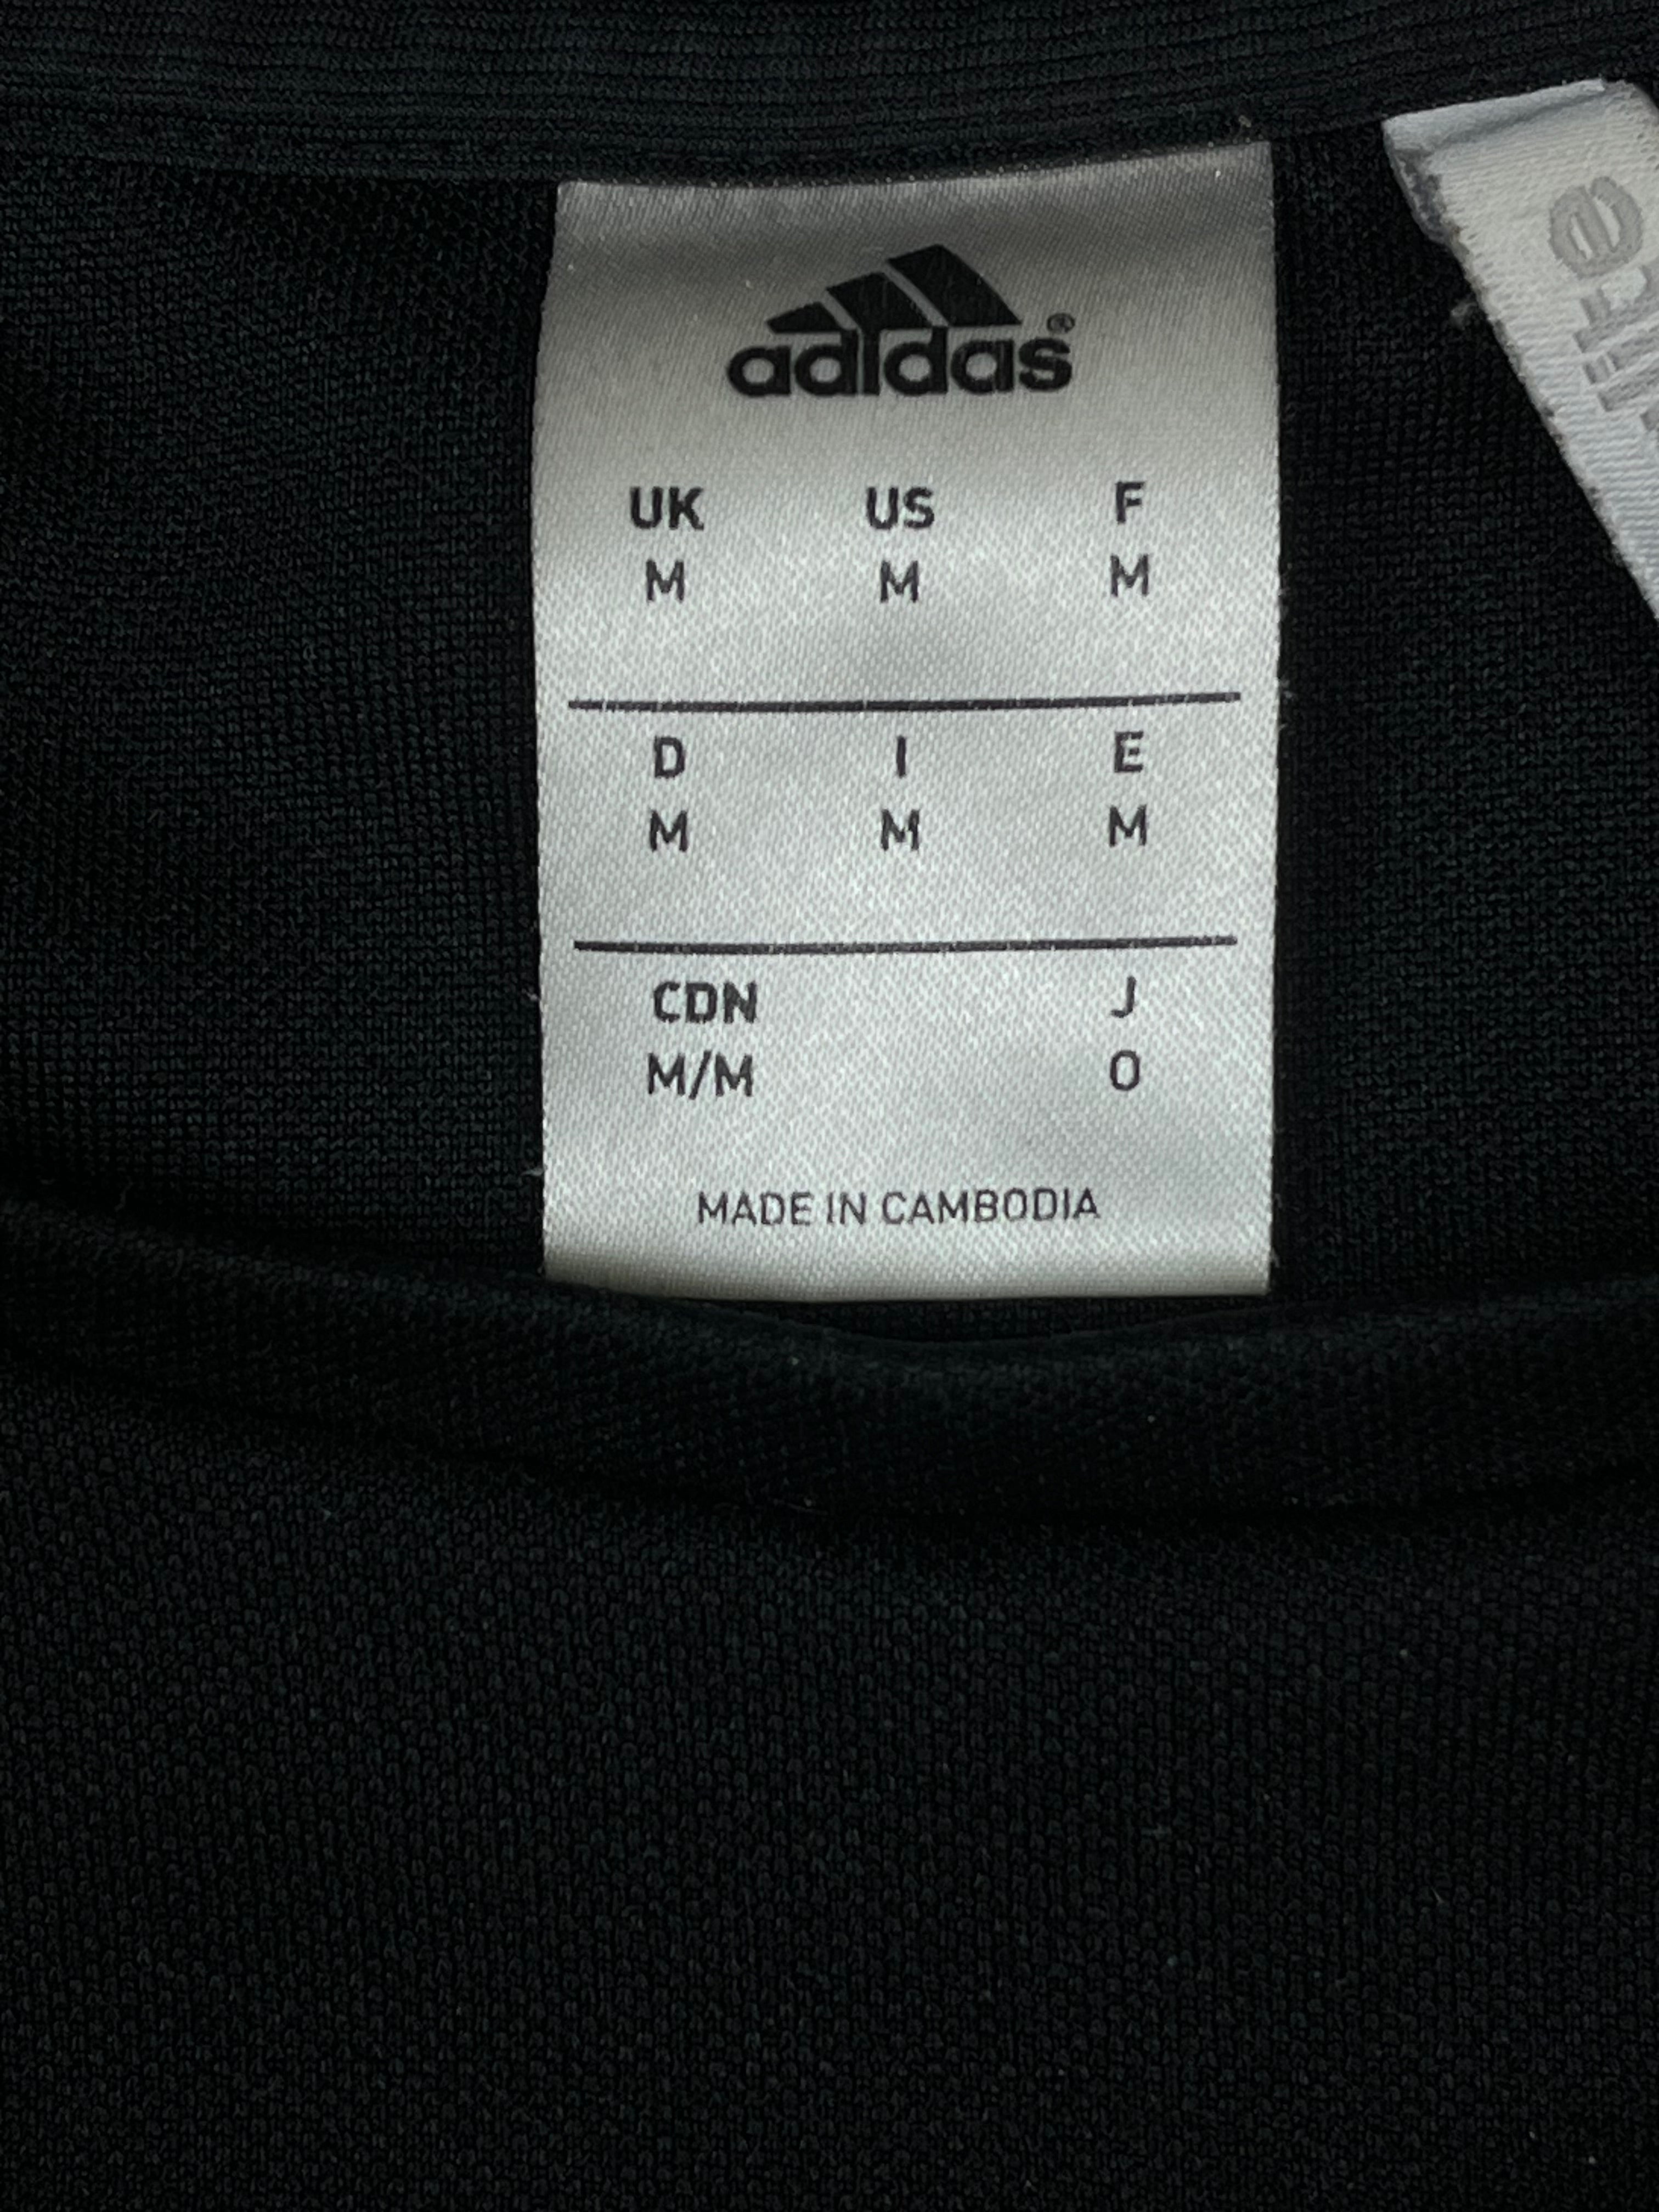 adidas®
UK US F
M M M
D I E
M M M
CDN J
M/M O
MADE IN CAMBODIA